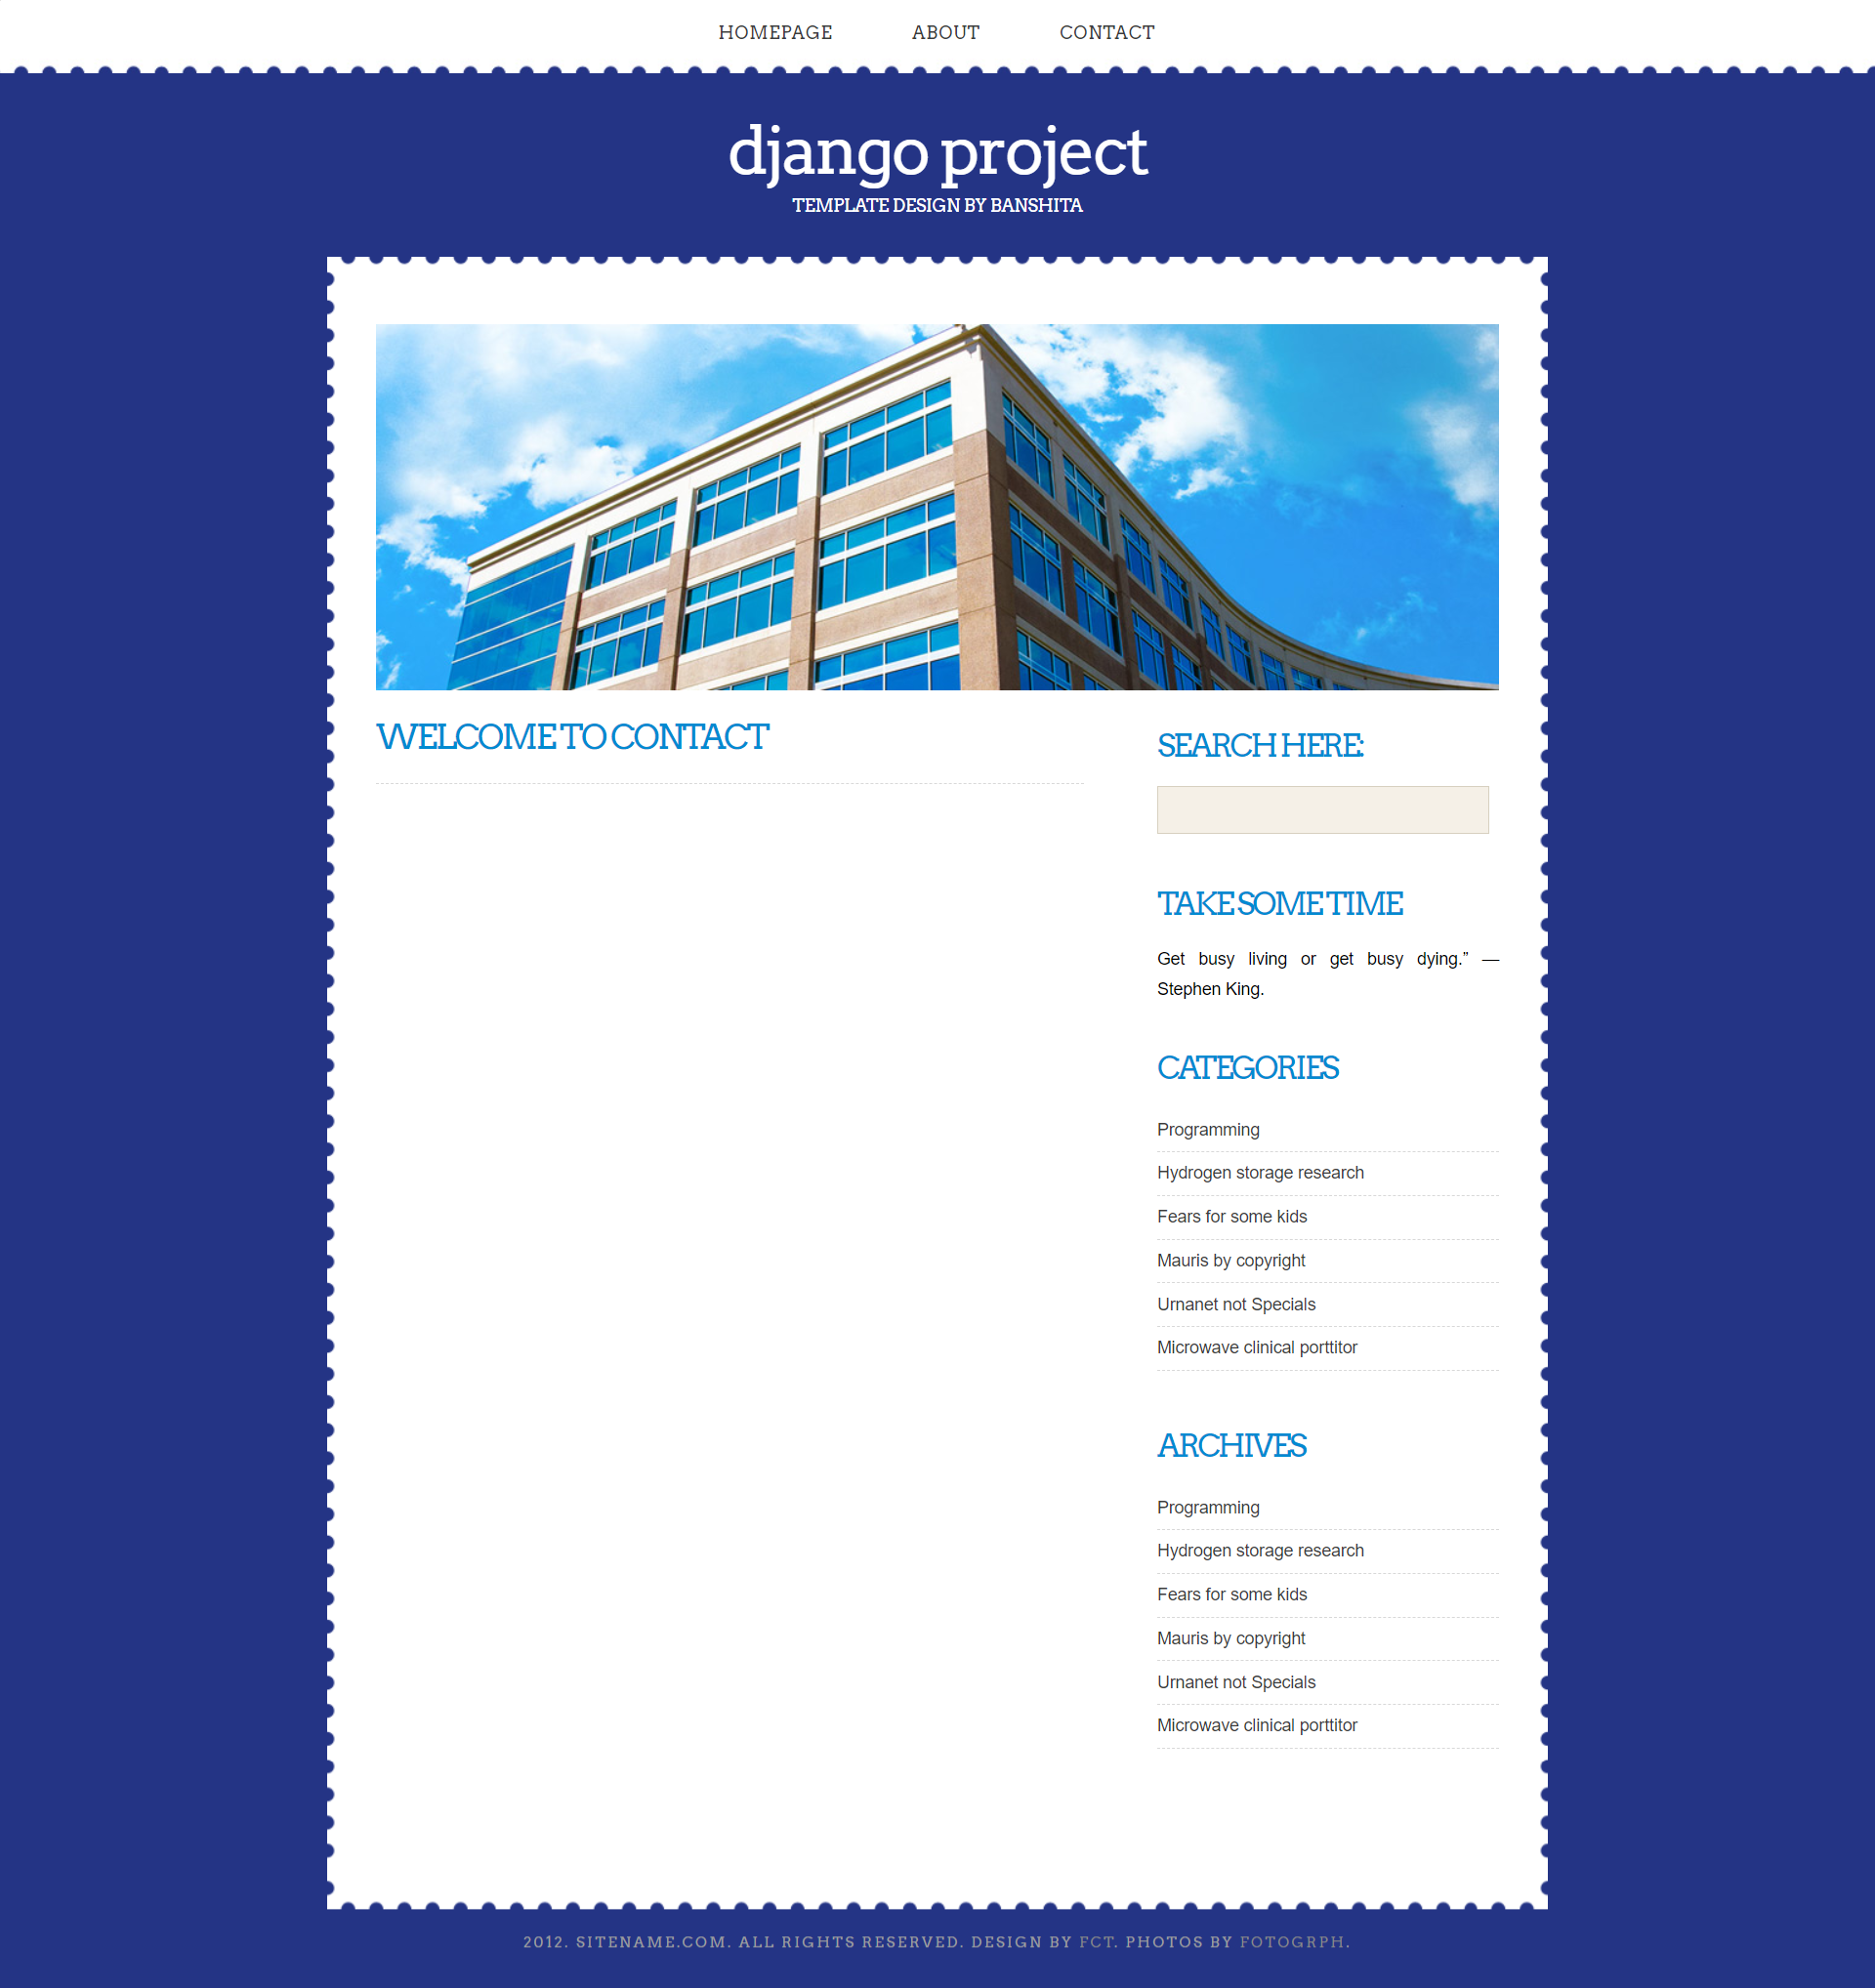 HOMEPAGE ABOUT CONTACT
django project
TEMPLATE DESIGN BY BANSHITA
WELCOME TO CONTACT
SEARCH HERE:
TAKE SOME TIME
Get busy living or get busy dying.” —
Stephen King.
CATEGORIES
Programming
Hydrogen storage research
Fears for some kids
Mauris by copyright
Urnanet not Specials
Microwave clinical porttitor
ARCHIVES
Programming
Hydrogen storage research
Fears for some kids
Mauris by copyright
Urnanet not Specials
Microwave clinical porttitor
2012. SITENAME.COM. ALL RIGHTS RESERVED. DESIGN BY FCT. PHOTOS BY FOTOGRPH.